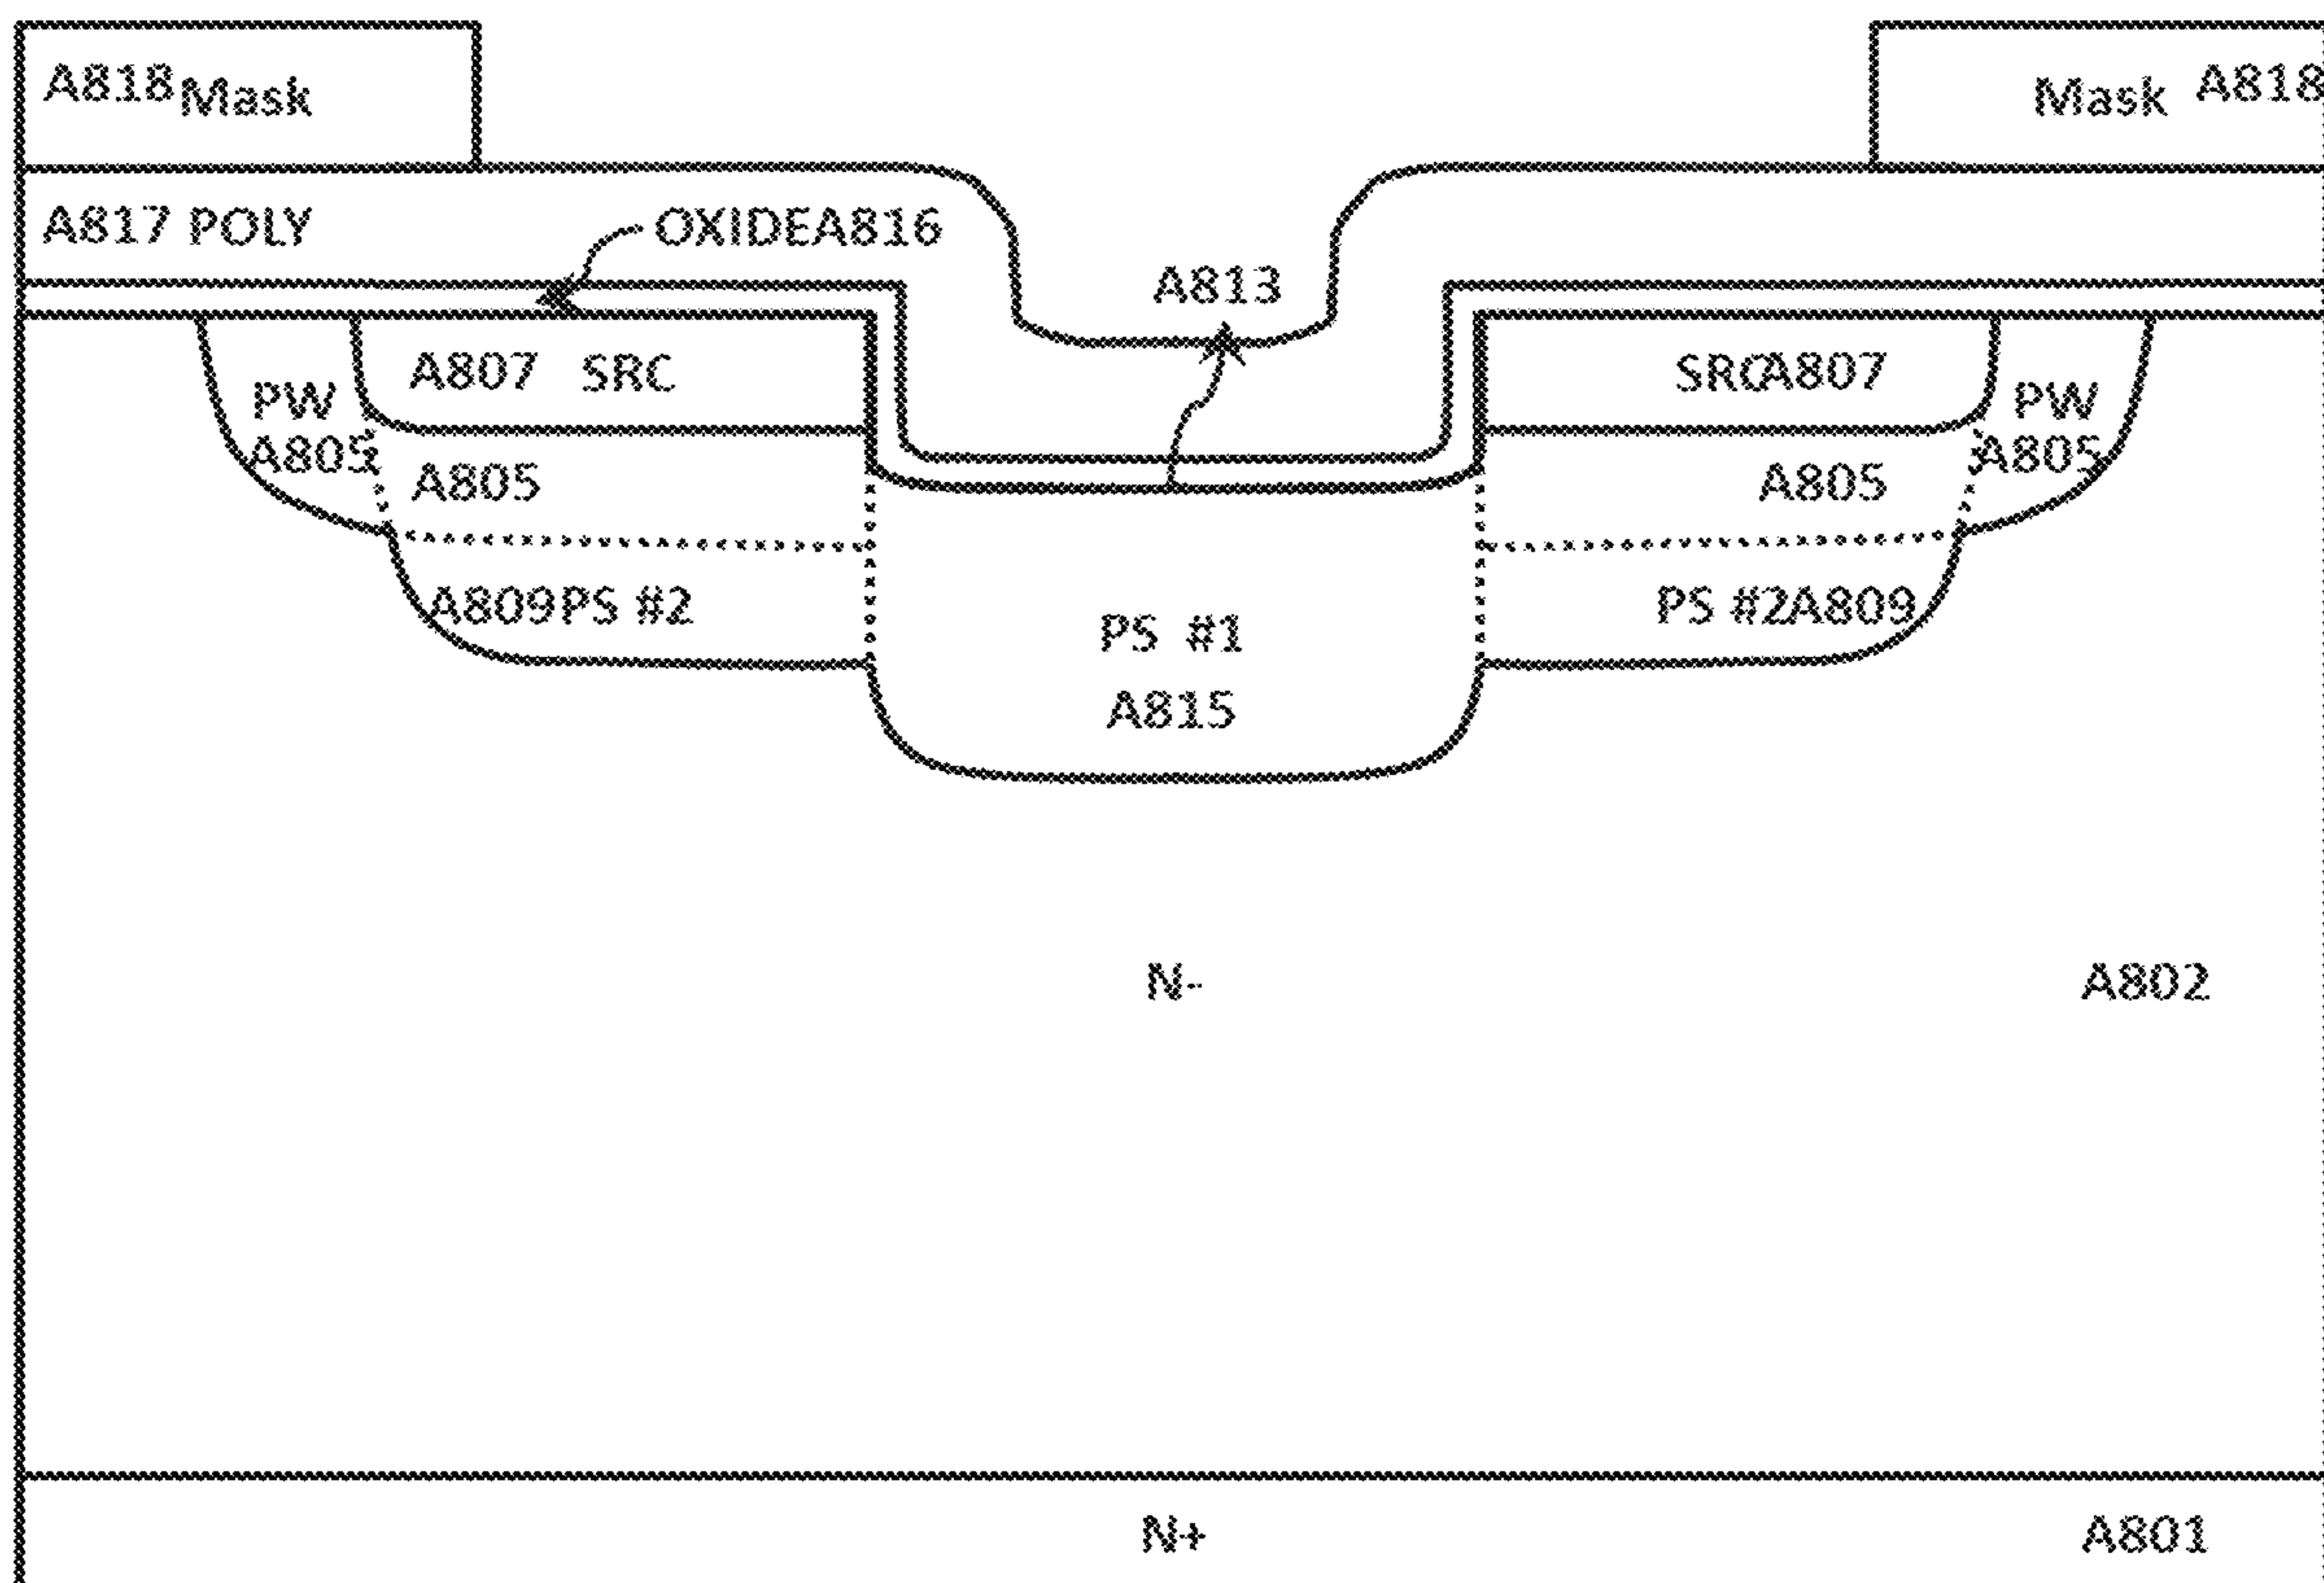 A818 Mask
Mask A818
A817 POLY
OXIDEA816
A813
A807 SRC
SRCA807
PW
A805
PW
A805
A805
A805
A809PS #2
PS #1
A815
PS #2A809
N-
A802
N+
A801